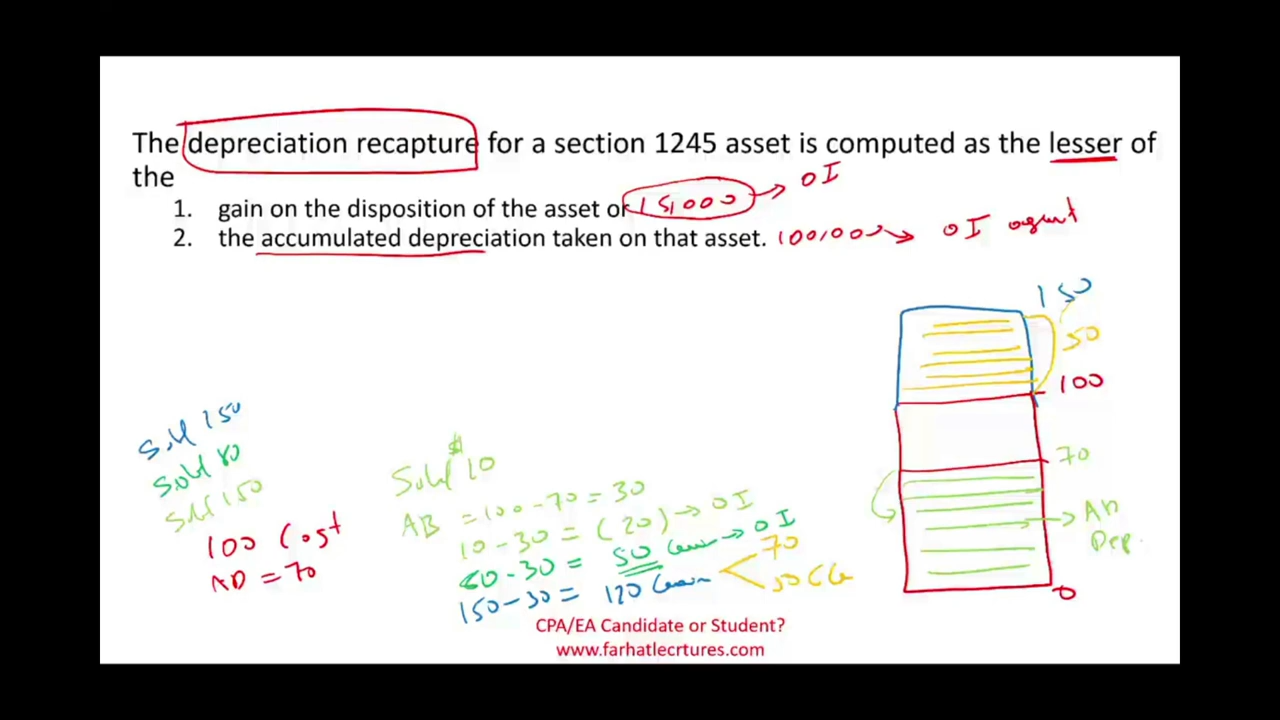 The depreciation recapture for a section 1245 asset is computed as the lesser of
the
1. gain on the disposition of the asset or 15,000 → OI
2. the accumulated depreciation taken on that asset. 100,000 → OI
150
50
100
70
Dep.
0
Sold 150
Sold 80
Sold 150
100 Cost
AD = 70
Sold $10
AB = 100 - 70 = 30
10 - 30 = (20) → OI
80 - 30 = 50 → OI
150 - 30 = 120
70
50 CG
CPA/EA Candidate or Student?
www.farhatlecrtures.com